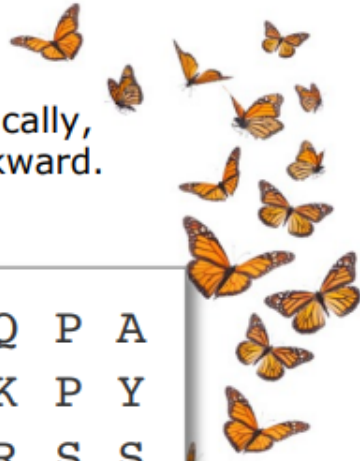 cally,
kward.
Q P A
K P Y
R S S